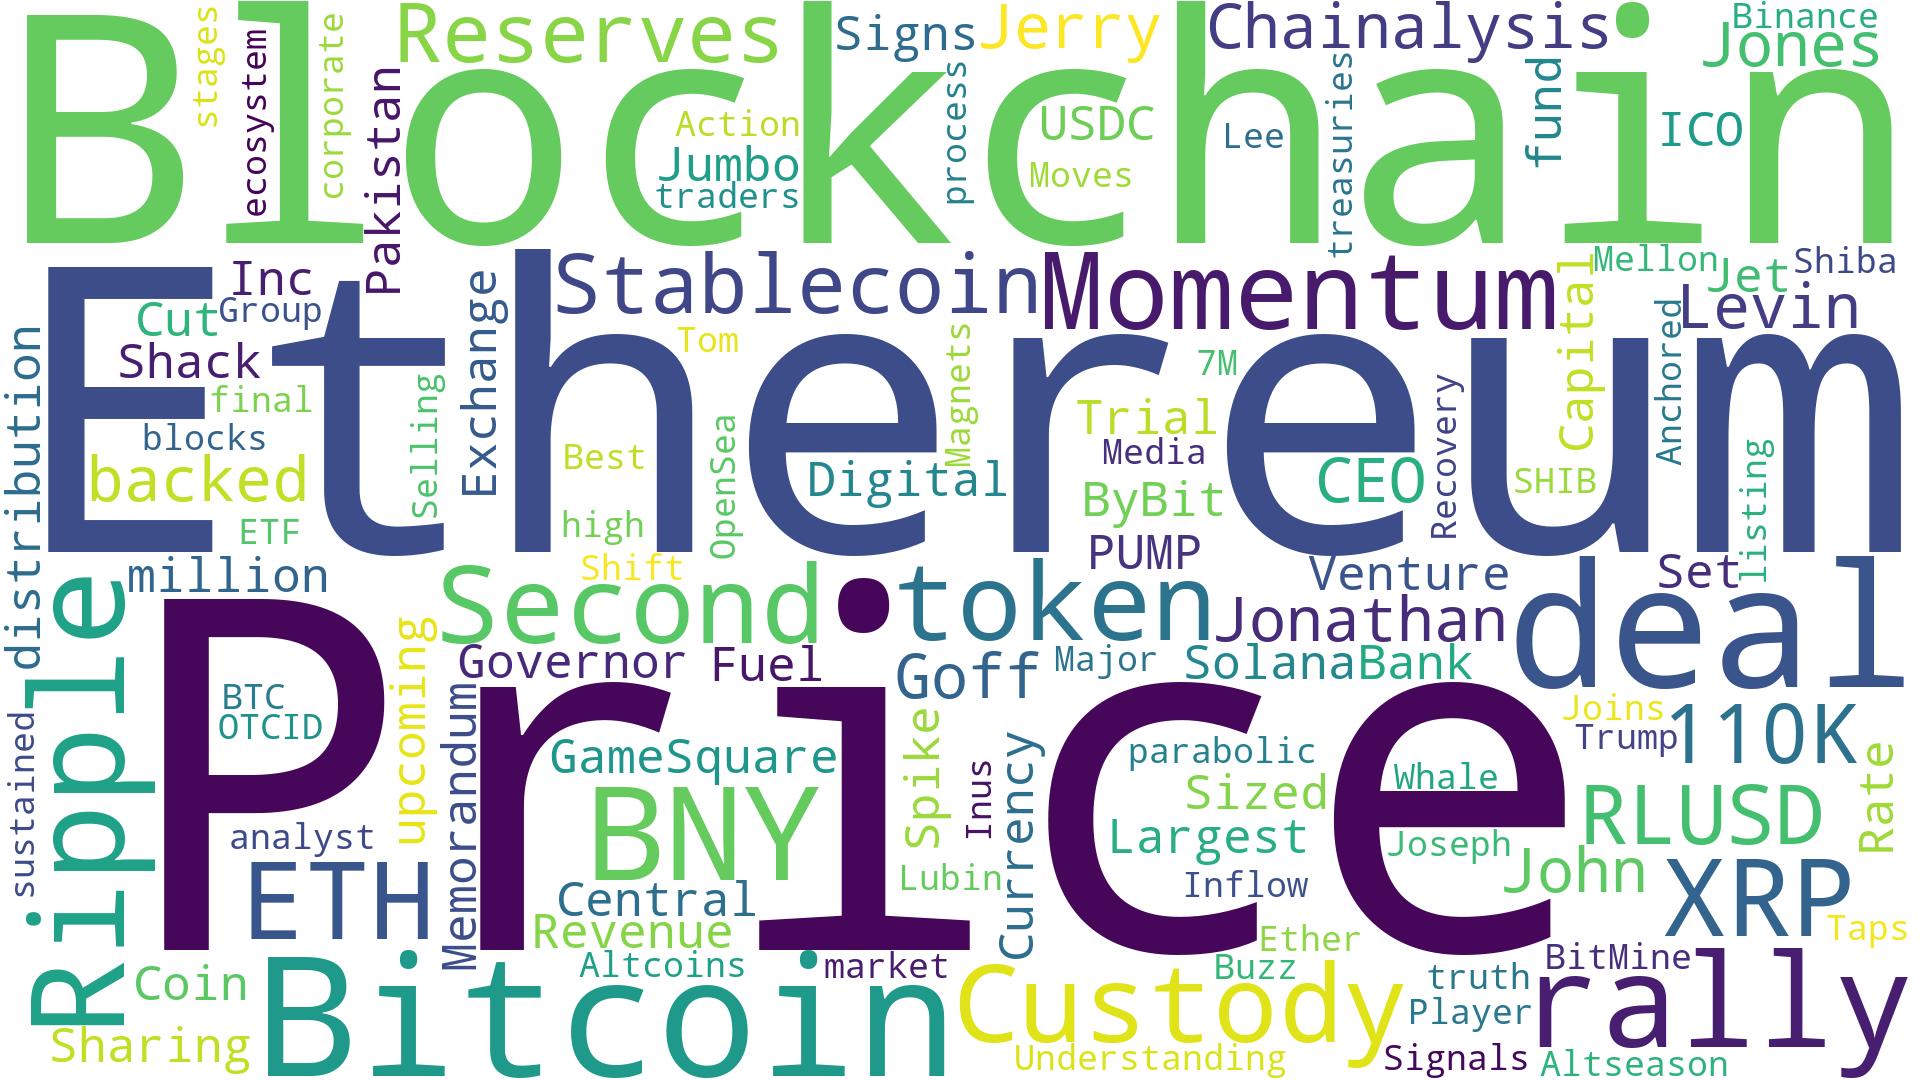 Blockchain
stages
ecosystem
corporate
Pakistan
Reserves
Signs
Jerry
Chainalysis
Binance
Jones
Action
Jumbo
traders
process
USDC
Moves
Lee
treasuries
fund
ICO
Ethereum
Inc
Cut
Group
Shack
final
blocks
backed
ETF
distribution
million
Selling
Exchange
Stablecoin
Momentum
Mellon
Jet
Shiba
Levin
Capital
Anchored
Tom
Magnets
7M
Best
OpenSea
Digital
Trial
Media
ByBit
CEO
Recovery
SHIB
listing
high
Shift
PUMP
Venture
Set
Price
Ripple
Second
token
Jonathan
deal
Governor
Fuel
Goff
Major
Solana
Bank
BTC
OTCID
upcoming
Memorandum
sustained
GameSquare
BNY
Spike
Inus
Currency
parabolic
Sized
Largest
Whale
Joseph
Joins
Trump
110K
RLUSD
Rate
John
XRP
Taps
analyst
ETH
Central
Revenue
Lubin
Inflow
Ether
Buzz
Altcoins
market
Coin
Sharing
Bitcoin
Custody
Understanding
truth
Player
Signals
BitMine
rally
Altseason